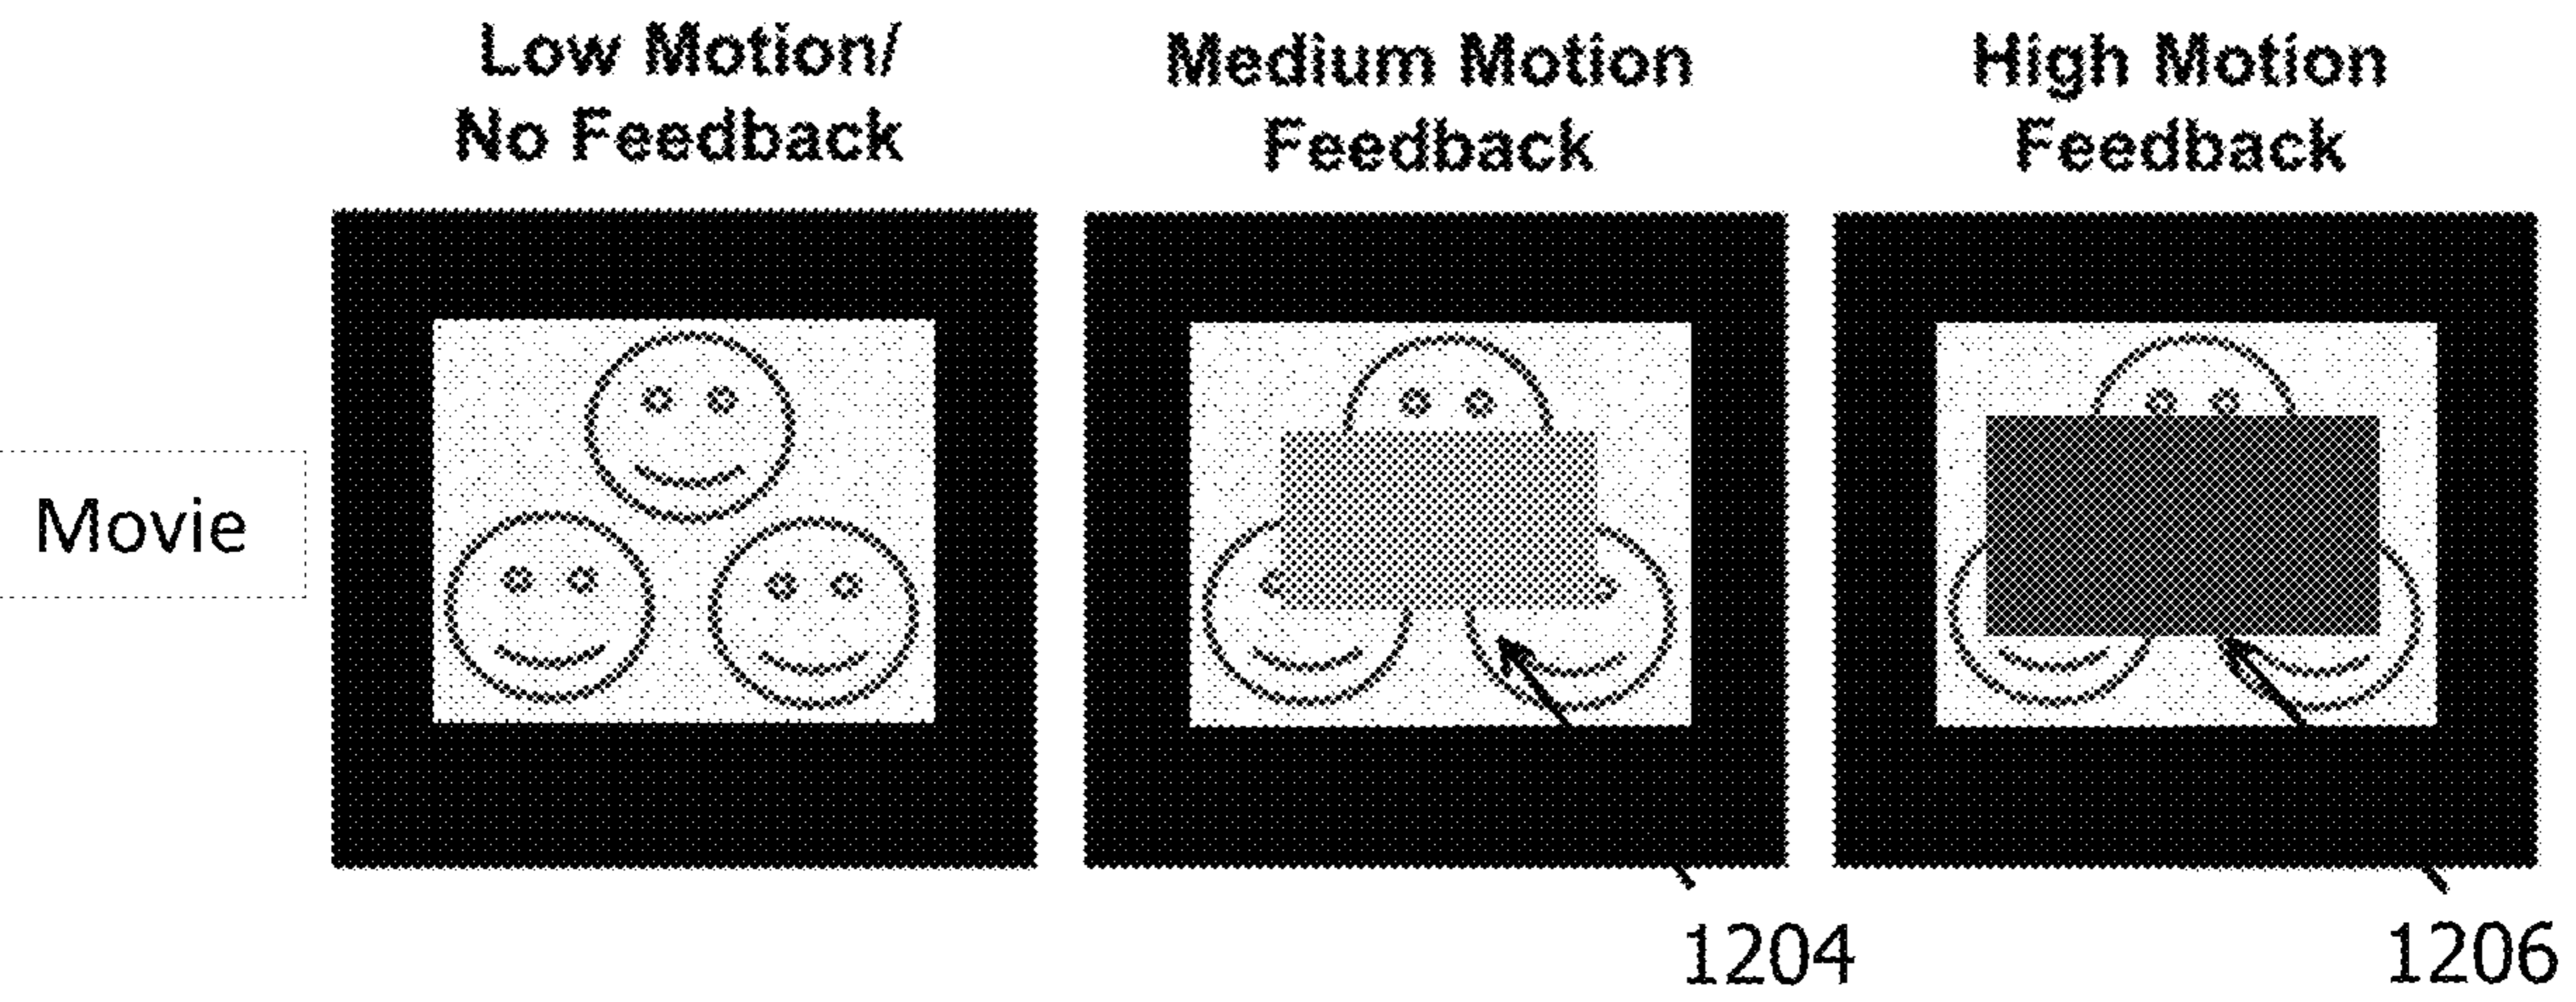 Low Motion/
No Feedback
Medium Motion
Feedback
High Motion
Feedback
Movie
1204
1206